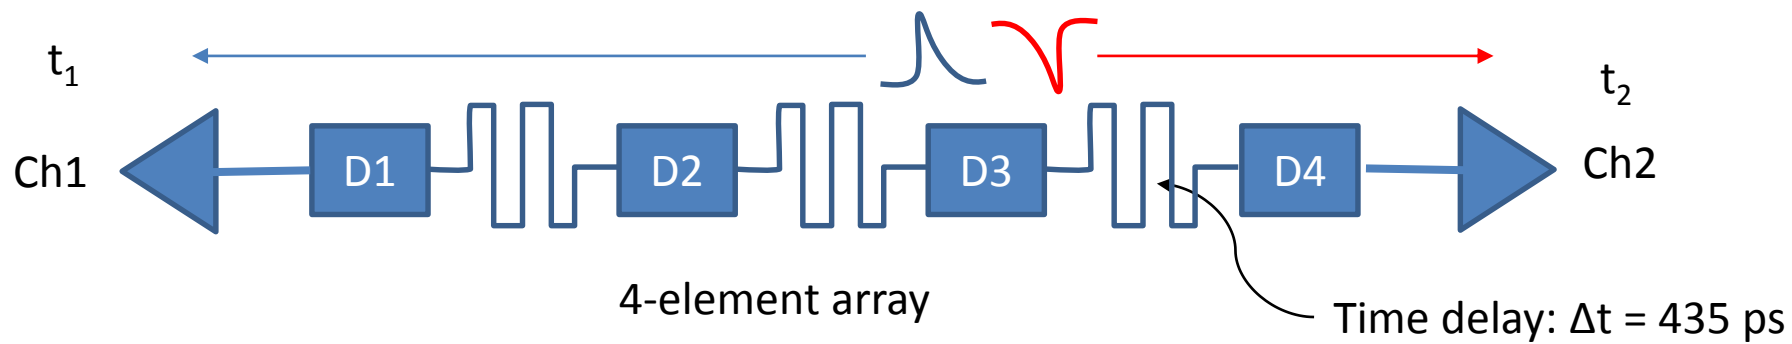 t₁
t₂
Ch1
D1
D2
D3
D4
Ch2
4-element array
Time delay: Δt = 435 ps